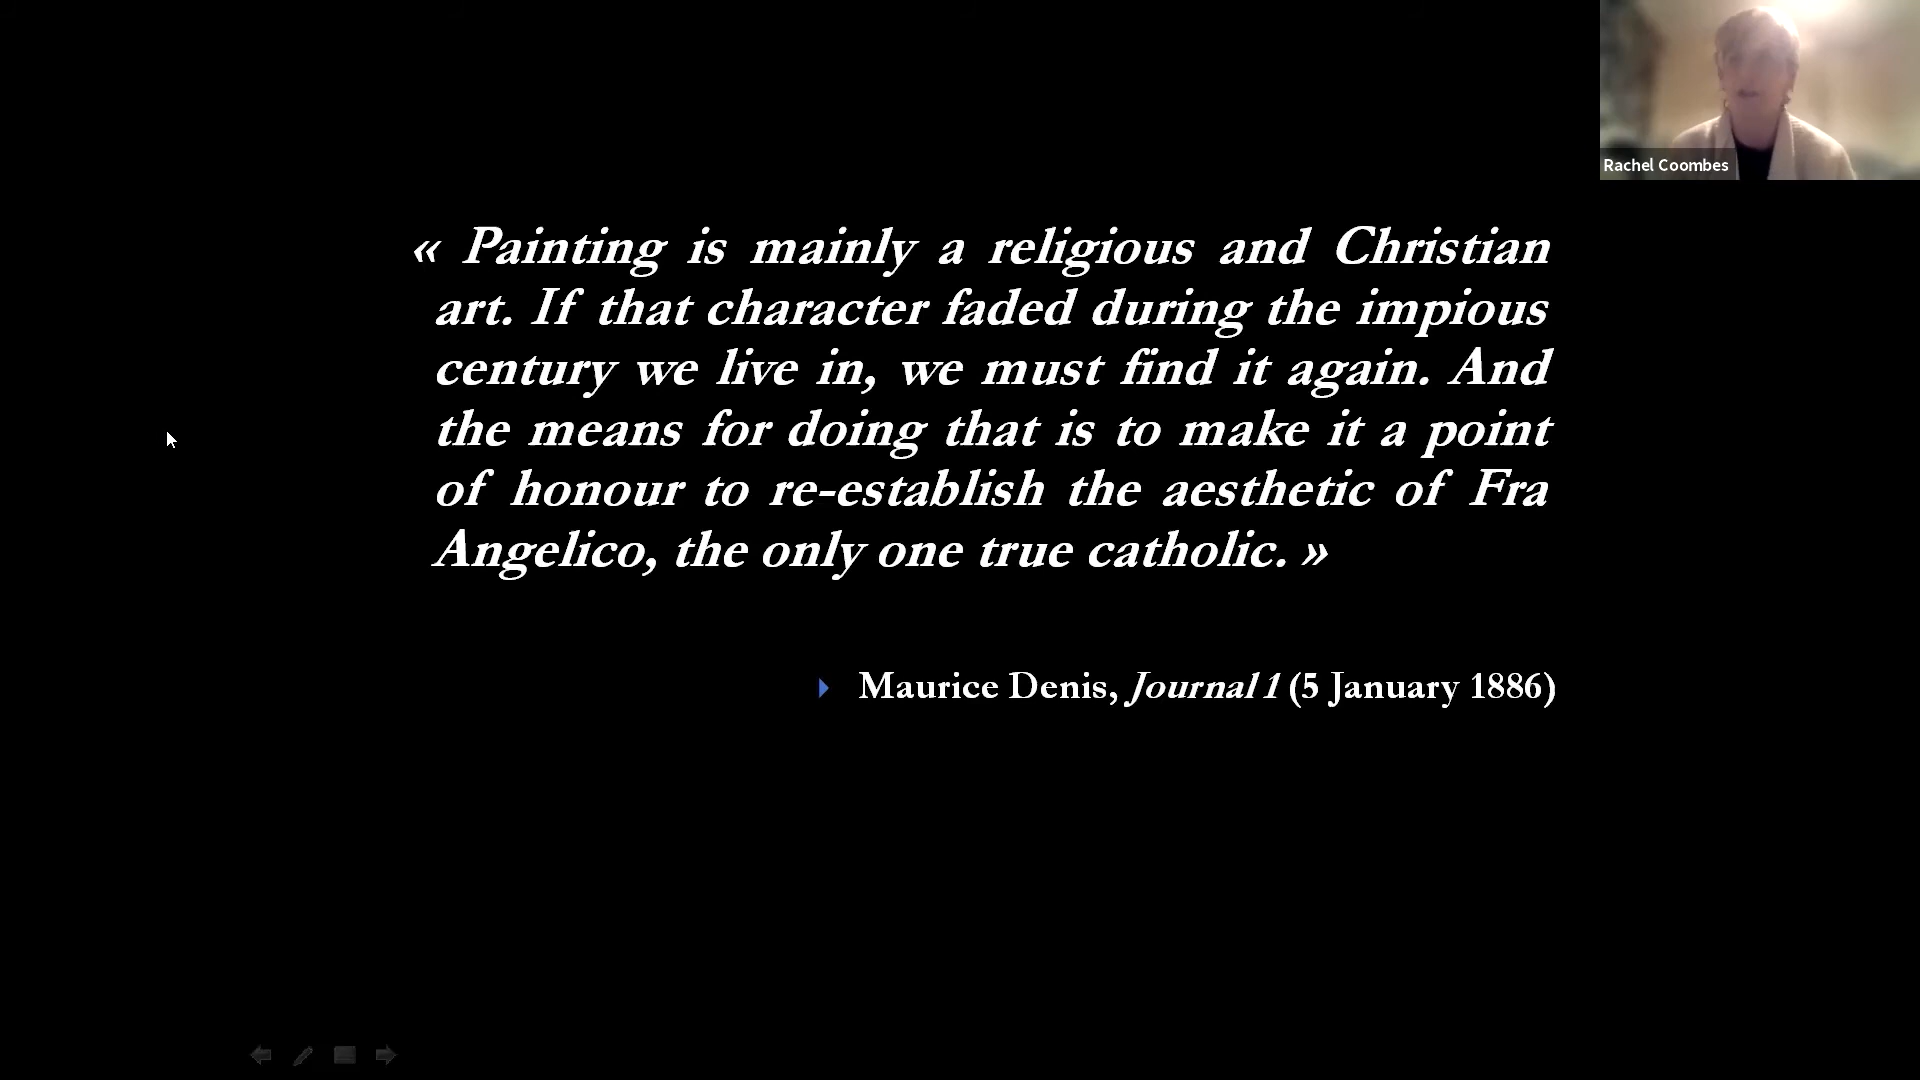 Rachel Coombes
« Painting is mainly a religious and Christian
art. If that character faded during the impious
century we live in, we must find it again. And
the means for doing that is to make it a point
of honour to re-establish the aesthetic of Fra
Angelico, the only one true catholic. »
Maurice Denis, Journal 1 (5 January 1886)